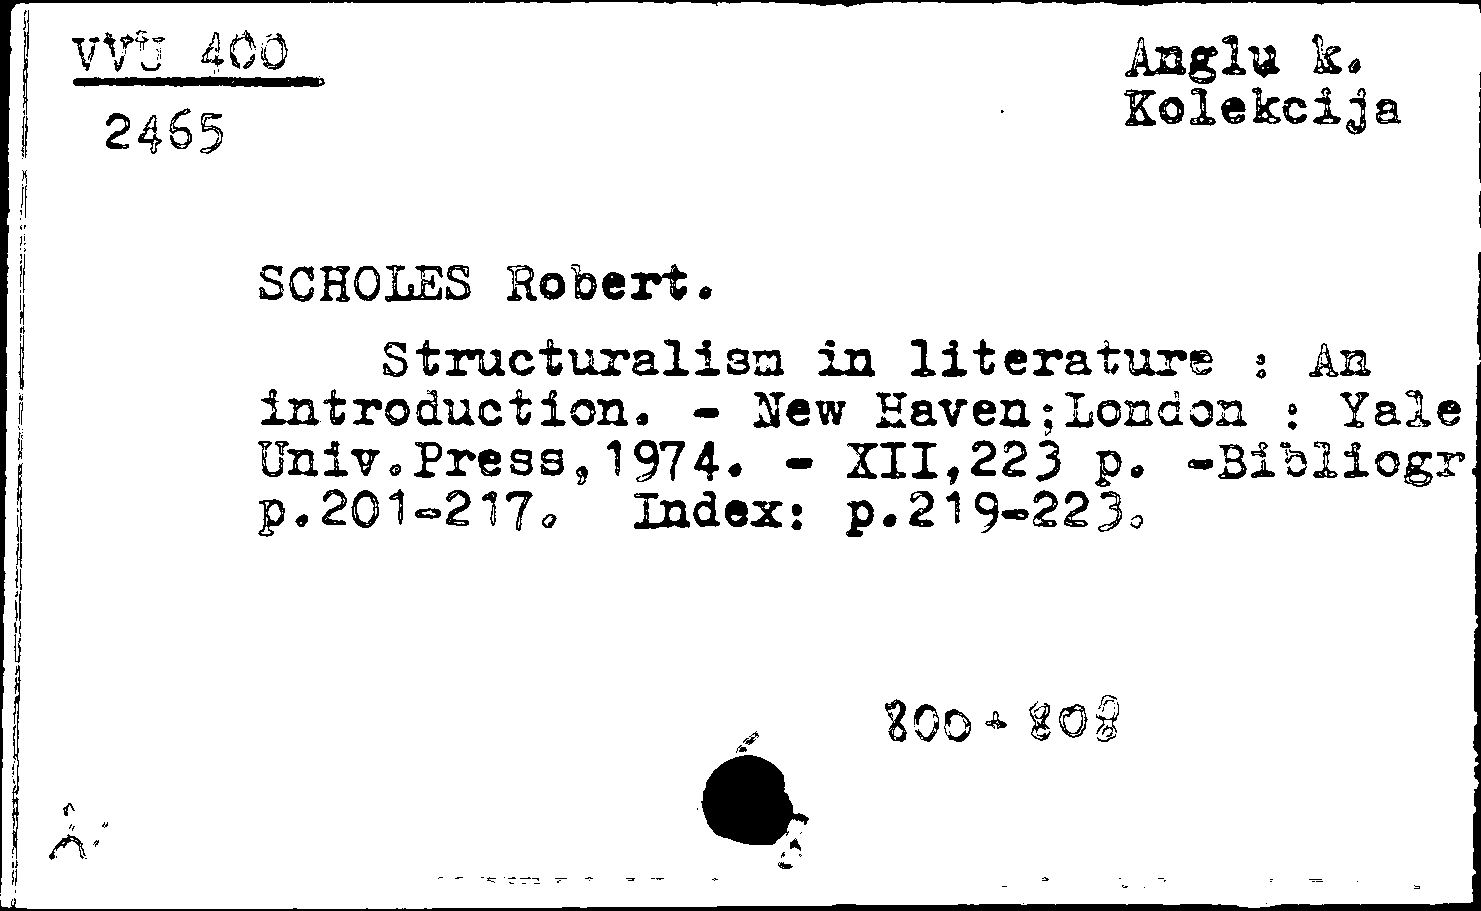 VVU 400
2465
Anglu k.
Kolekcija
SCHOLES Robert.
Structuralism in literature : An
introduction. - New Haven;London : Yale
Univ.Press,1974. - XII,223 p. -Bibliogr.
p.201-217. Index: p.219-223.
800 + 808